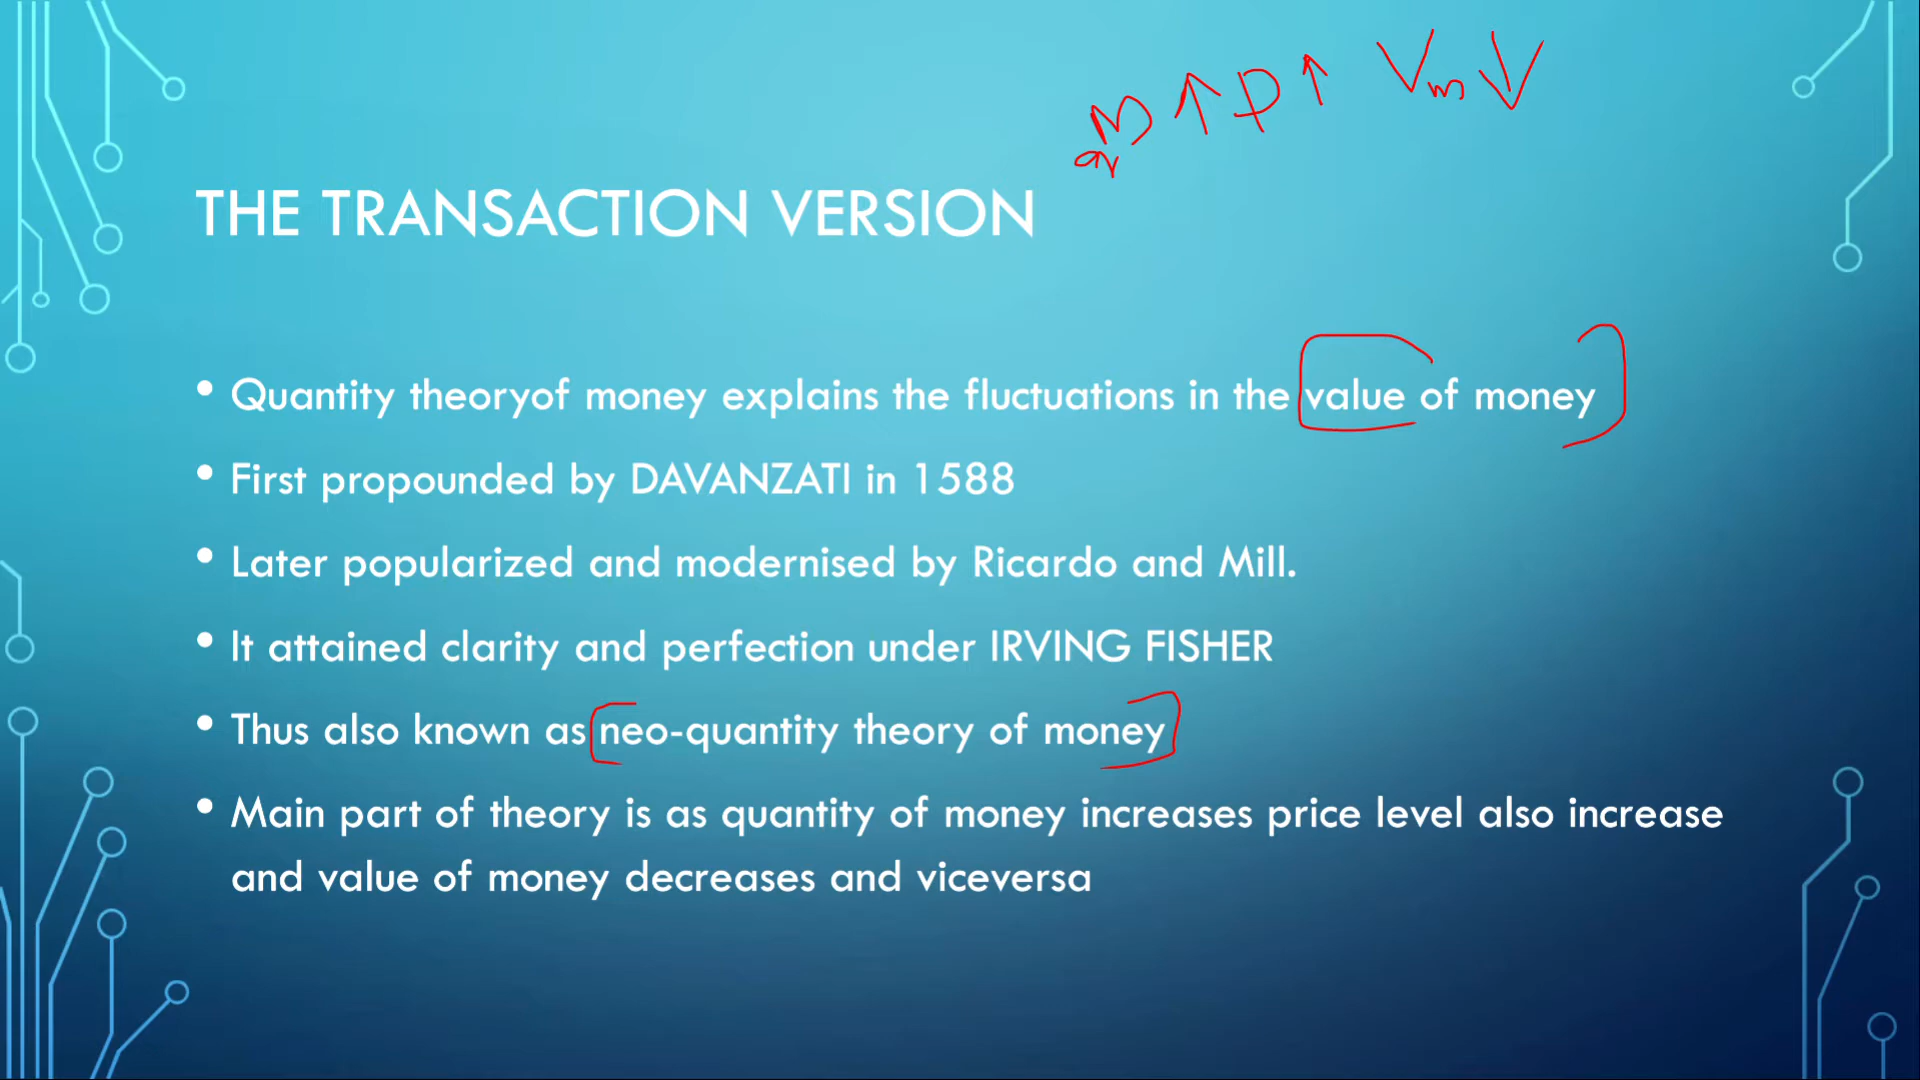 M ↑ P ↑ Vm ↓
THE TRANSACTION VERSION
• Quantity theoryof money explains the fluctuations in the value of money
• First propounded by DAVANZATI in 1588
• Later popularized and modernised by Ricardo and Mill.
• It attained clarity and perfection under IRVING FISHER
• Thus also known as neo-quantity theory of money
• Main part of theory is as quantity of money increases price level also increase
and value of money decreases and viceversa